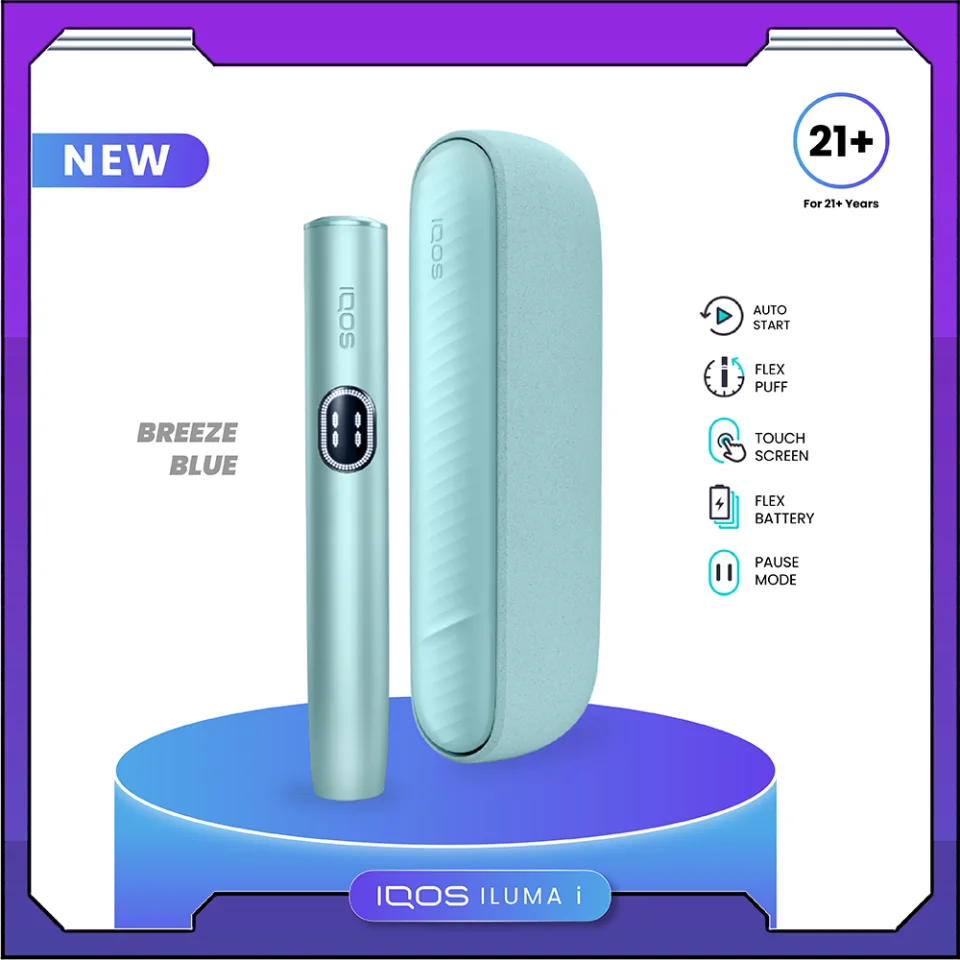 NEW
21+
For 21+ Years
IQOS
IQOS
AUTO
START
FLEX
PUFF
TOUCH
SCREEN
FLEX
BATTERY
PAUSE
MODE
BREEZE
BLUE
IQOS ILUMA i